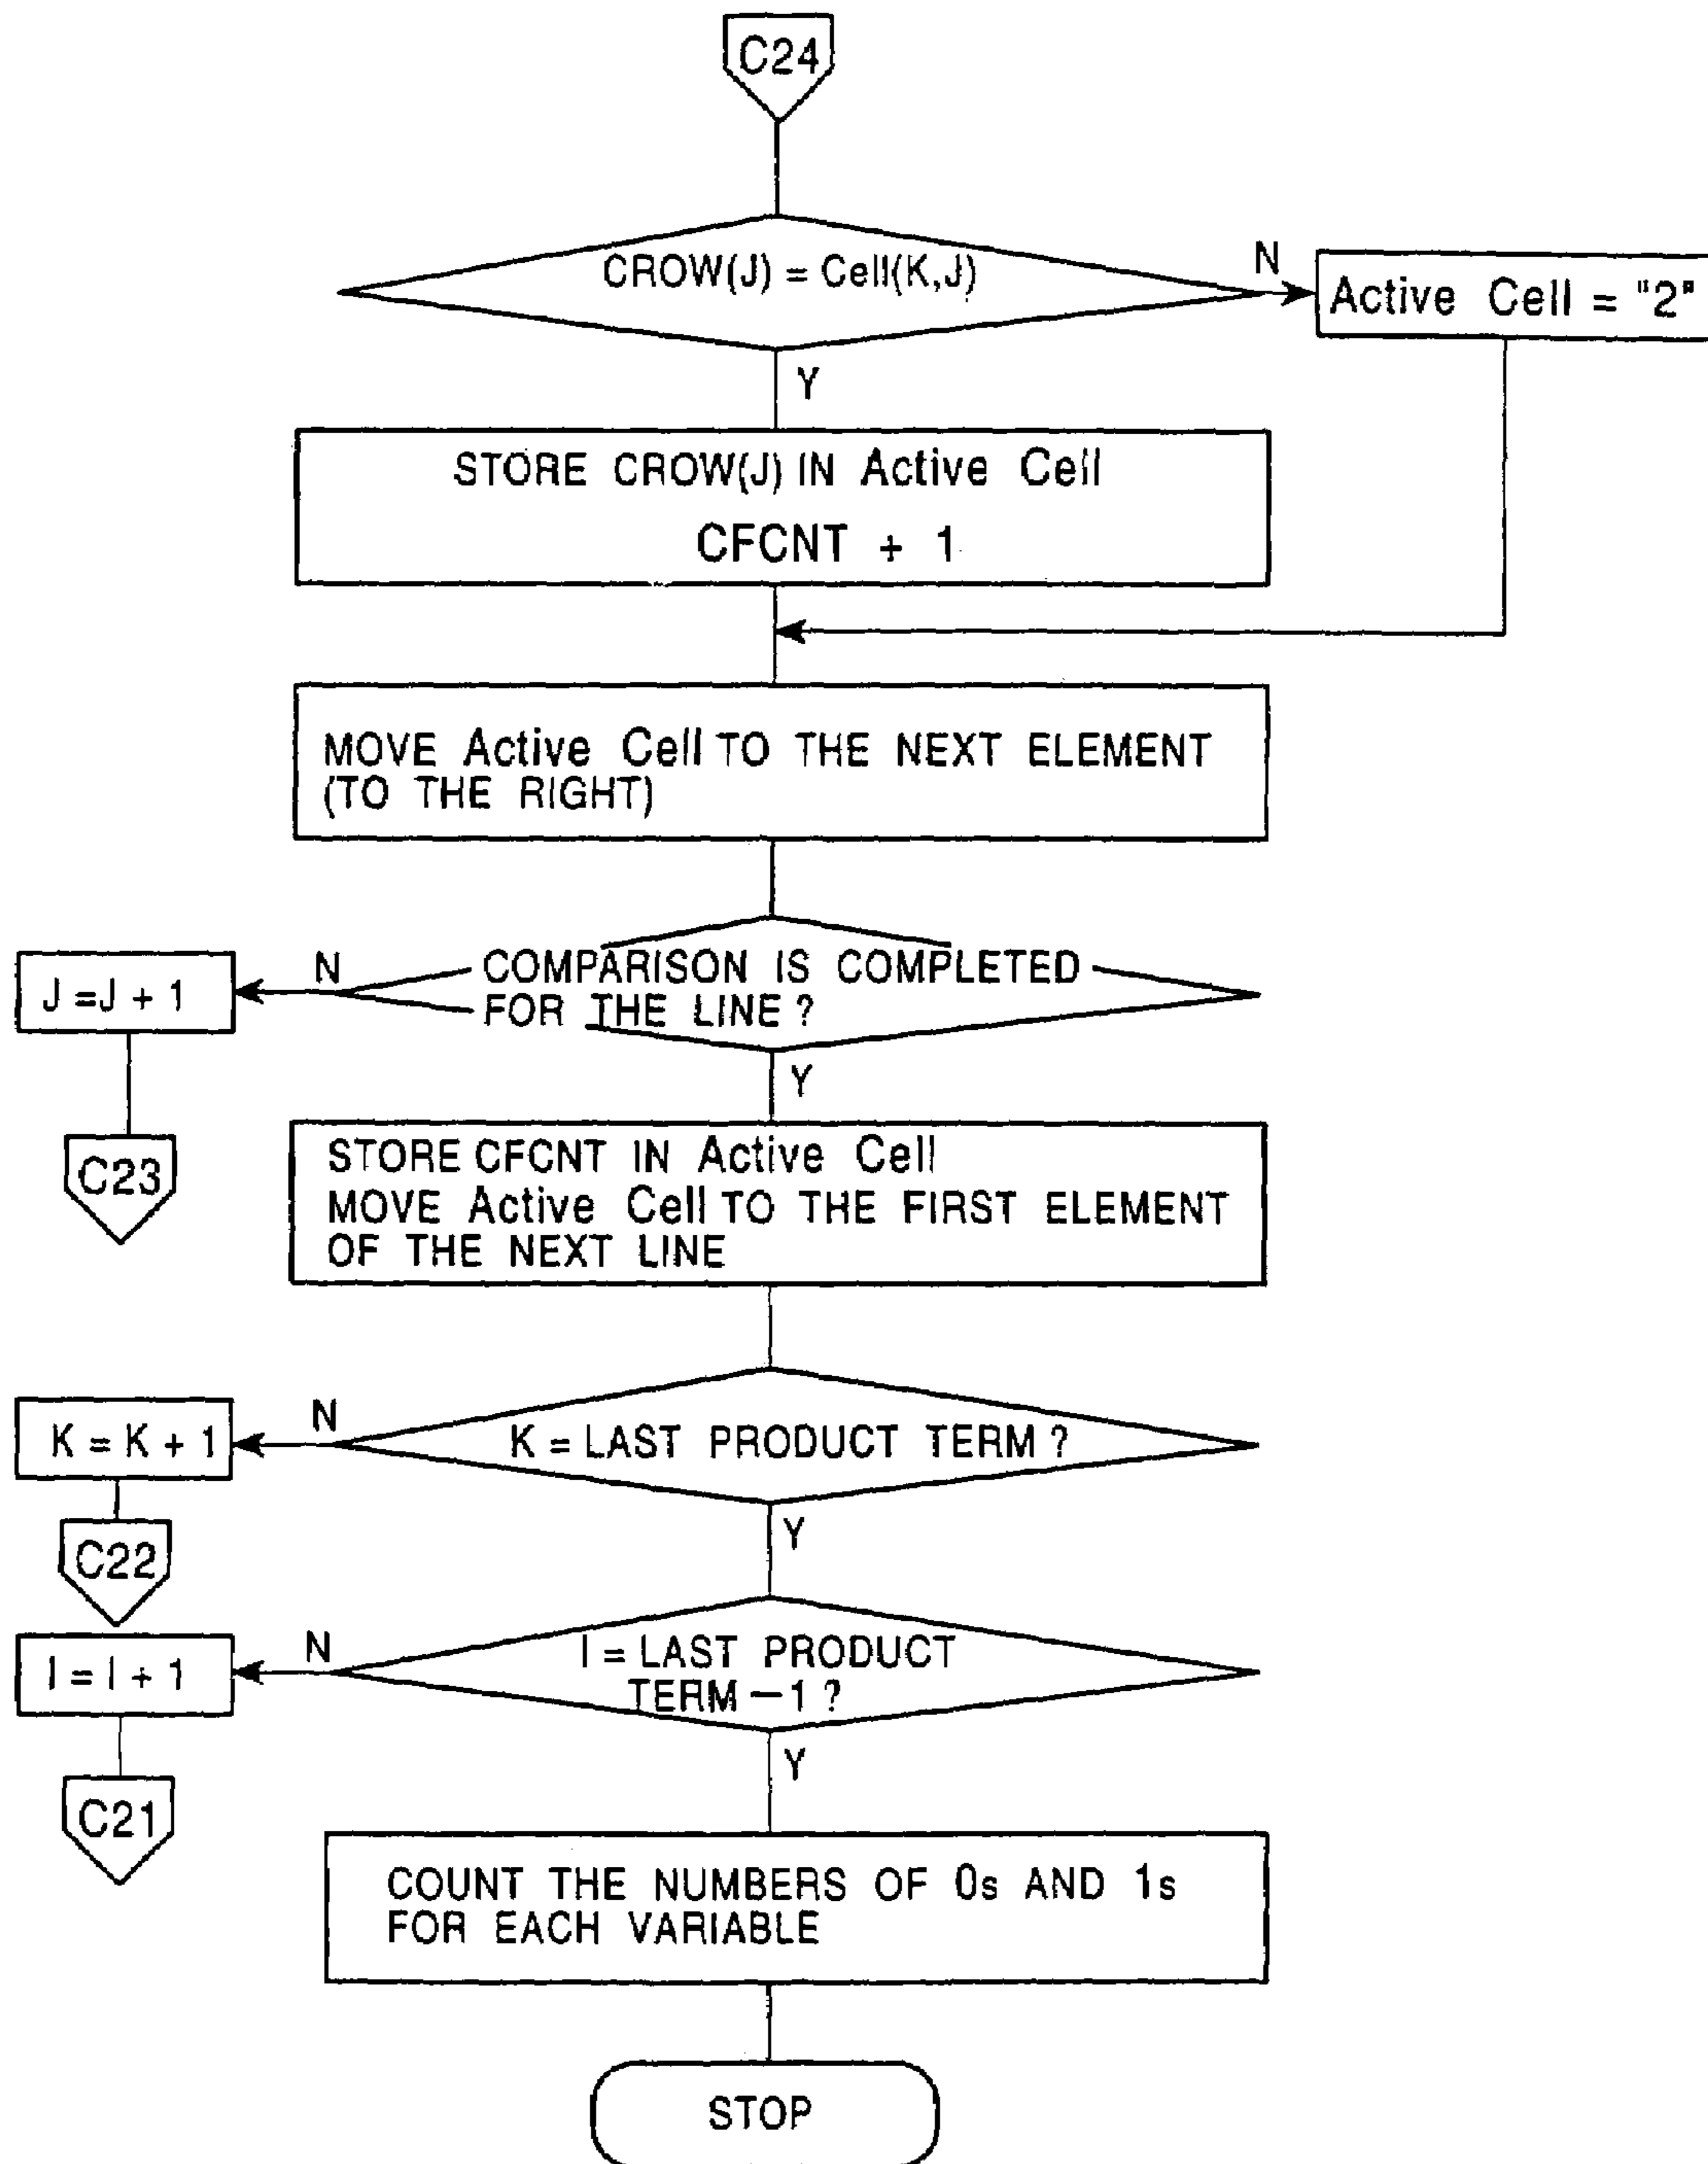 C24
CROW(J) = Cell(K,J)
N
Active Cell = "2"
Y
STORE CROW(J) IN Active Cell
CFCNT + 1
MOVE Active Cell TO THE NEXT ELEMENT
(TO THE RIGHT)
COMPARISON IS COMPLETED
FOR THE LINE ?
N
J =J + 1
C23
Y
STORE CFCNT IN Active Cell
MOVE Active Cell TO THE FIRST ELEMENT
OF THE NEXT LINE
K = LAST PRODUCT TERM ?
N
K = K + 1
C22
Y
I = LAST PRODUCT
TERM −1 ?
N
I = I + 1
C21
Y
COUNT THE NUMBERS OF 0s AND 1s
FOR EACH VARIABLE
STOP